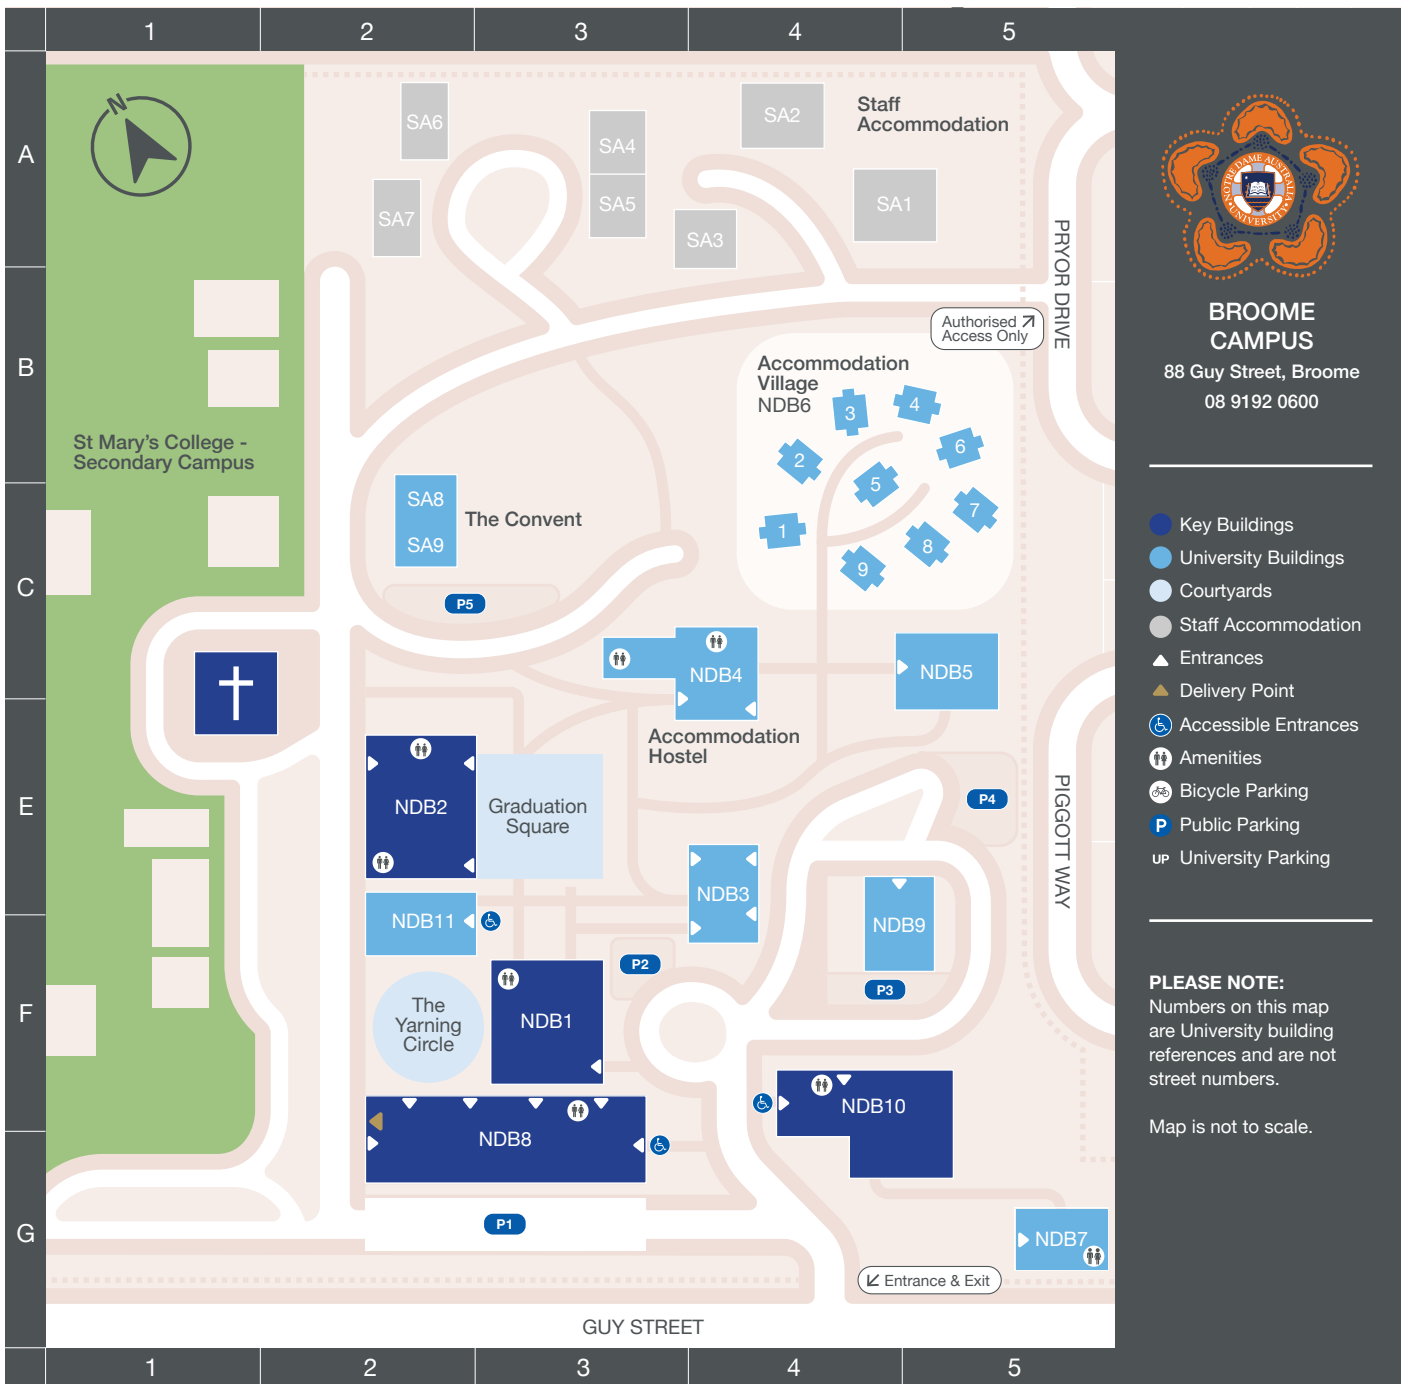 1 2 3 4 5
A
B
C
E
F
G
N
SA6
SA4
SA2
Staff
Accommodation
SA7
SA5
SA3
SA1
PRYOR DRIVE
Authorised
Access Only
Accommodation
Village
NDB6
3
4
2
6
5
7
1
8
9
St Mary's College -
Secondary Campus
SA8
The Convent
SA9
P5
NDB4
NDB5
Accommodation
Hostel
NDB2
Graduation
Square
P4
PIGGOTT WAY
NDB3
NDB11
NDB9
P2
P3
The
Yarning
Circle
NDB1
NDB10
NDB8
P1
NDB7
Entrance & Exit
GUY STREET
1 2 3 4 5
NOTRE DAME AUSTRALIA
UNIVERSITY
BROOME
CAMPUS
88 Guy Street, Broome
08 9192 0600
Key Buildings
University Buildings
Courtyards
Staff Accommodation
Entrances
Delivery Point
Accessible Entrances
Amenities
Bicycle Parking
P Public Parking
UP University Parking
PLEASE NOTE:
Numbers on this map
are University building
references and are not
street numbers.
Map is not to scale.